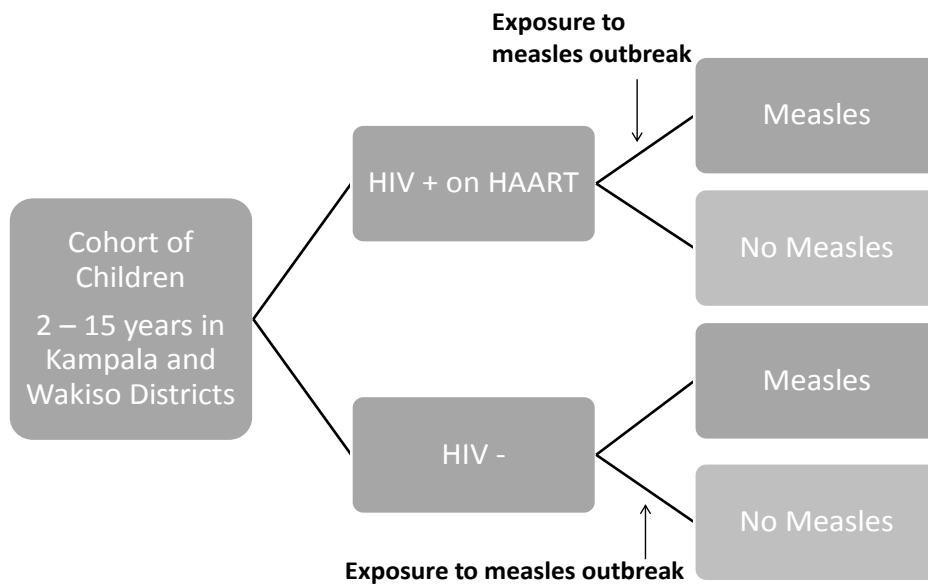 Exposure to
measles outbreak
Measles
HIV + on HAART
No Measles
Cohort of
Children
2 – 15 years in
Kampala and
Wakiso Districts
Measles
HIV -
No Measles
Exposure to measles outbreak